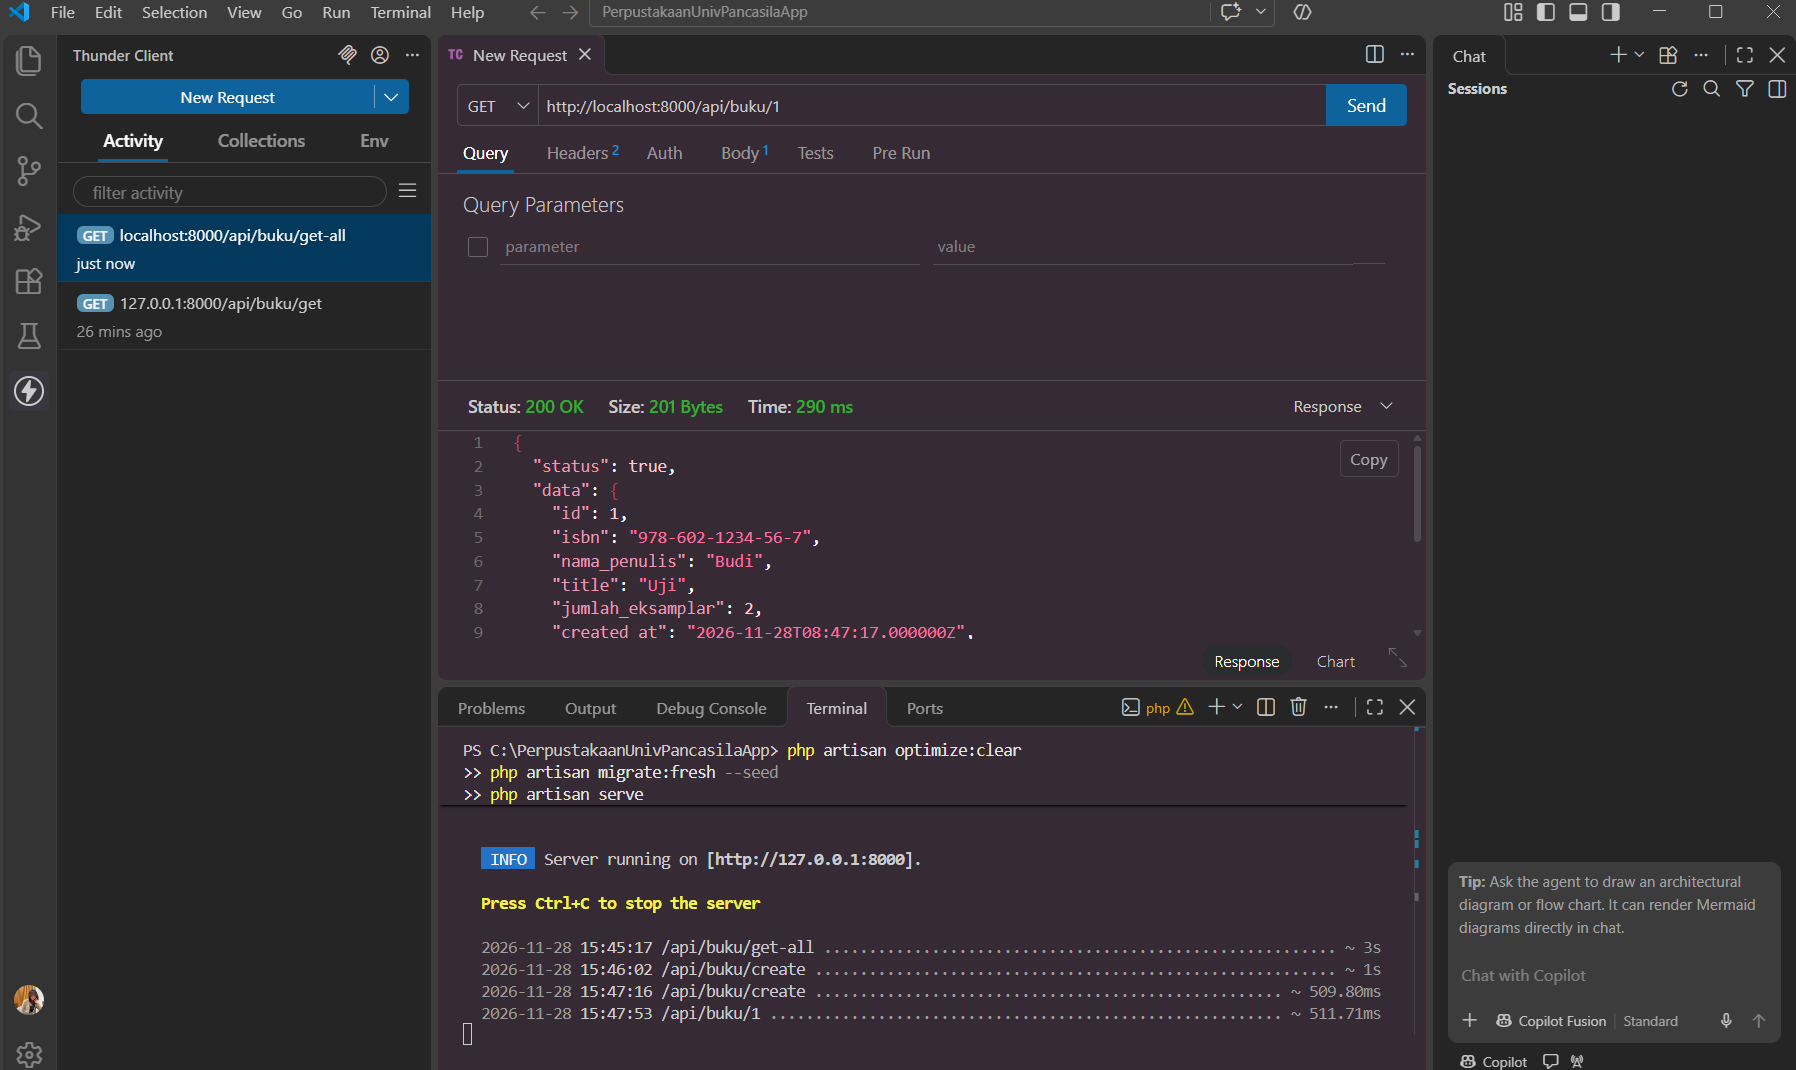 File Edit Selection View Go Run Terminal Help PerpustakaanUnivPancasilaApp
Thunder Client
New Request
Activity Collections Env
filter activity
GET localhost:8000/api/buku/get-all
just now
GET 127.0.0.1:8000/api/buku/get
26 mins ago
TC New Request
GET http://localhost:8000/api/buku/1 Send
Query Headers 2 Auth Body 1 Tests Pre Run
Query Parameters
parameter value
Status: 200 OK Size: 201 Bytes Time: 290 ms Response
Copy
1 {
2 "status": true,
3 "data": {
4 "id": 1,
5 "isbn": "978-602-1234-56-7",
6 "nama_penulis": "Budi",
7 "title": "Uji",
8 "jumlah_eksamplar": 2,
9 "created at": "2026-11-28T08:47:17.000000Z",
Response Chart
Problems Output Debug Console Terminal Ports php
PS C:\PerpustakaanUnivPancasilaApp> php artisan optimize:clear
>> php artisan migrate:fresh --seed
>> php artisan serve
INFO Server running on [http://127.0.0.1:8000].
Press Ctrl+C to stop the server
2026-11-28 15:45:17 /api/buku/get-all ......................................................... ~ 3s
2026-11-28 15:46:02 /api/buku/create .......................................................... ~ 1s
2026-11-28 15:47:16 /api/buku/create .................................................... ~ 509.80ms
2026-11-28 15:47:53 /api/buku/1 ......................................................... ~ 511.71ms
Chat
Sessions
Tip: Ask the agent to draw an architectural
diagram or flow chart. It can render Mermaid
diagrams directly in chat.
Chat with Copilot
Copilot Fusion Standard
Copilot